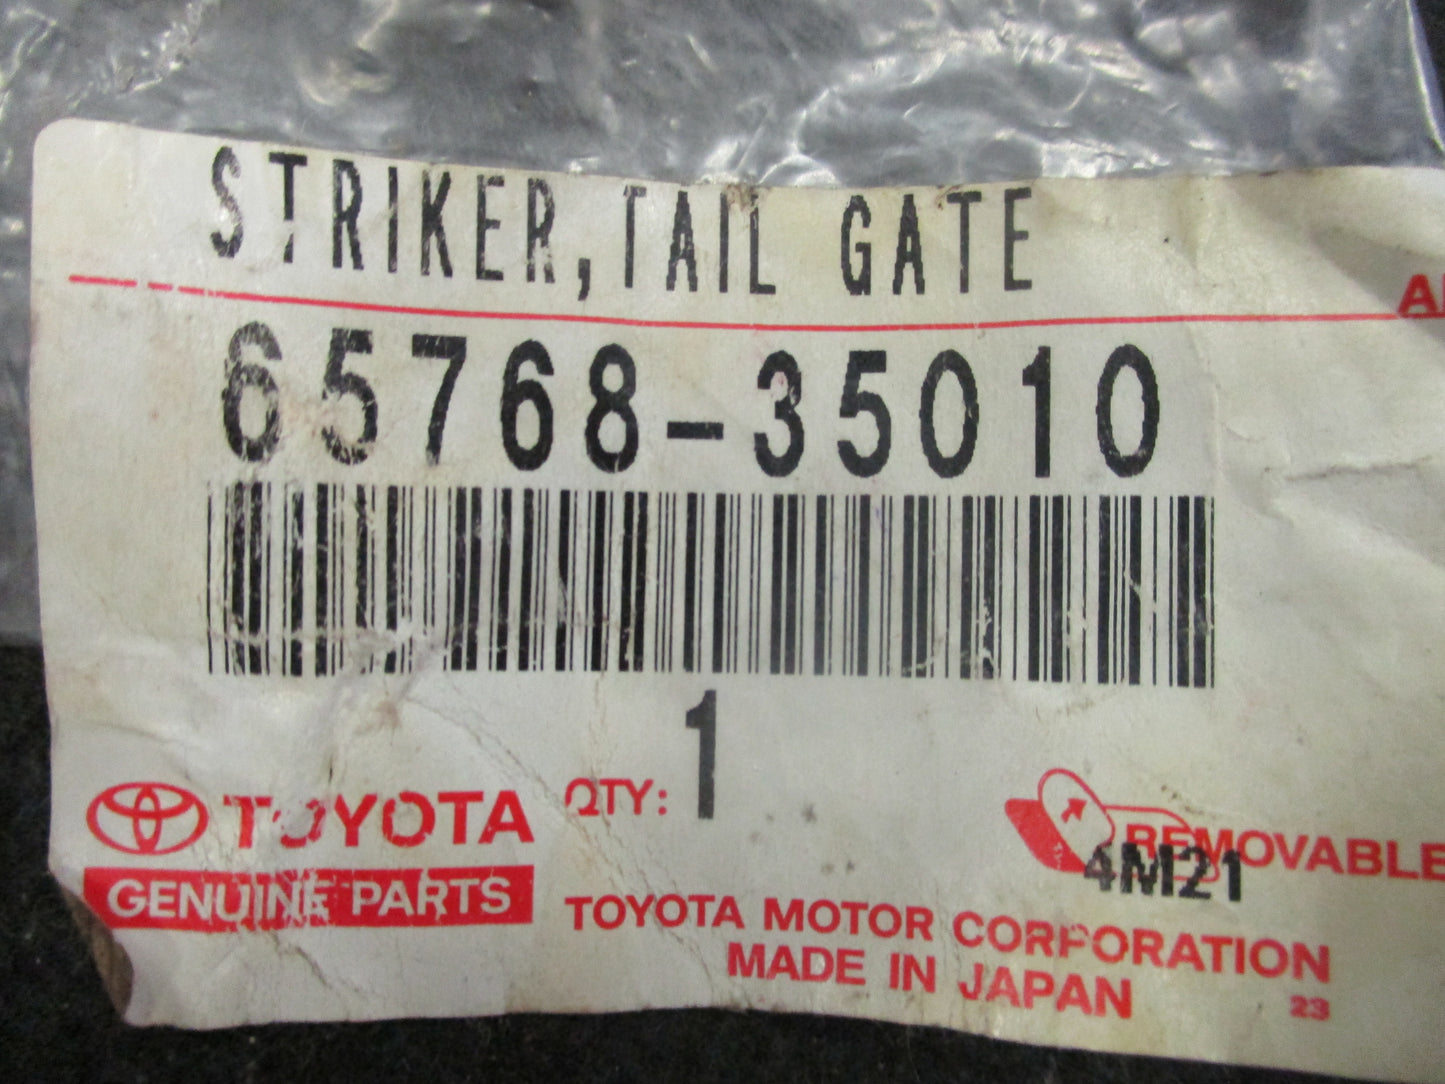 STRIKER,TAIL GATE
65768-35010
1
QTY:
TOYOTA
GENUINE PARTS
REMOVABLE
4M21
TOYOTA MOTOR CORPORATION
MADE IN JAPAN
23